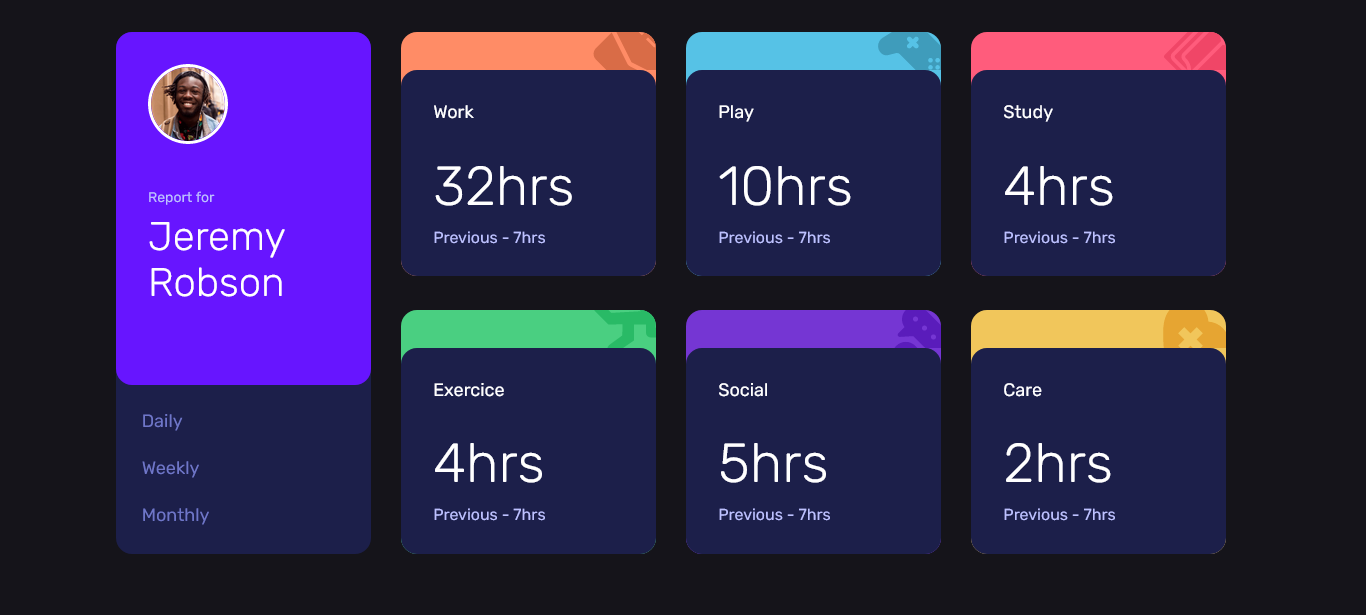 Report for
Jeremy
Robson
Daily
Weekly
Monthly
Work
32hrs
Previous - 7hrs
Play
10hrs
Previous - 7hrs
Study
4hrs
Previous - 7hrs
Exercice
4hrs
Previous - 7hrs
Social
5hrs
Previous - 7hrs
Care
2hrs
Previous - 7hrs